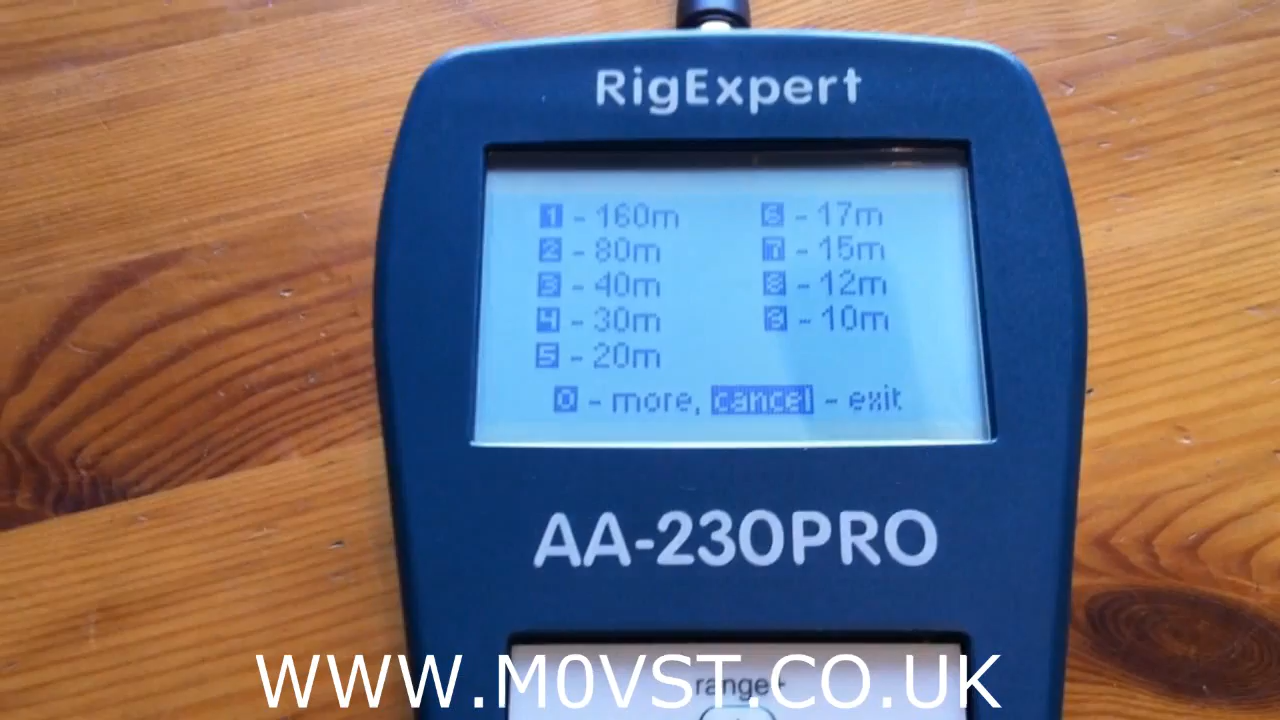 RigExpert
1 - 160m
2 - 80m
3 - 40m
4 - 30m
5 - 20m
6 - 17m
7 - 15m
8 - 12m
9 - 10m
0 - more, cancel - exit
AA-230PRO
range+
WWW.M0VST.CO.UK